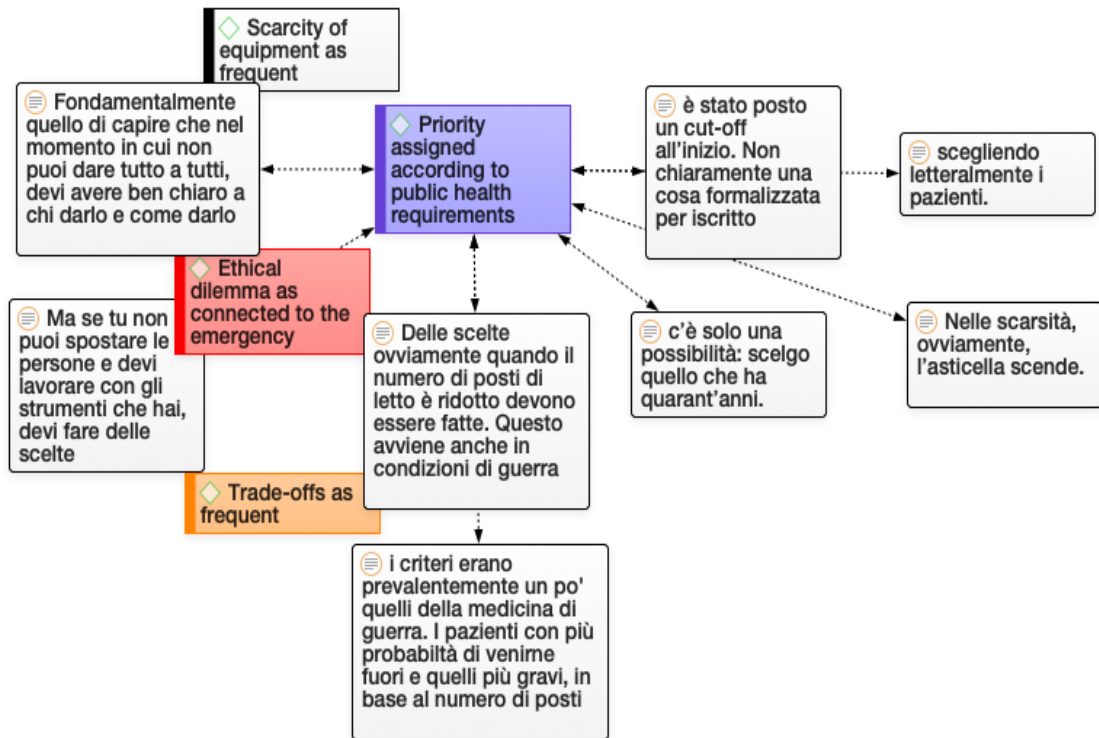 Scarcity of
equipment as
frequent
Fondamentalmente
quello di capire che nel
momento in cui non
puoi dare tutto a tutti,
devi avere ben chiaro a
chi darlo e come darlo
Priority
assigned
according to
public health
requirements
è stato posto
un cut-off
all'inizio. Non
chiaramente una
cosa formalizzata
per iscritto
scegliendo
letteralmente i
pazienti.
Ethical
dilemma as
connected to the
emergency
Ma se tu non
puoi spostare le
persone e devi
lavorare con gli
strumenti che hai,
devi fare delle
scelte
Delle scelte
ovviamente quando il
numero di posti di
letto è ridotto devono
essere fatte. Questo
avviene anche in
condizioni di guerra
c'è solo una
possibilità: scelgo
quello che ha
quarant'anni.
Nelle scarsità,
ovviamente,
l'asticella scende.
Trade-offs as
frequent
i criteri erano
prevalentemente un po'
quelli della medicina di
guerra. I pazienti con più
probabiltà di venirne
fuori e quelli più gravi, in
base al numero di posti